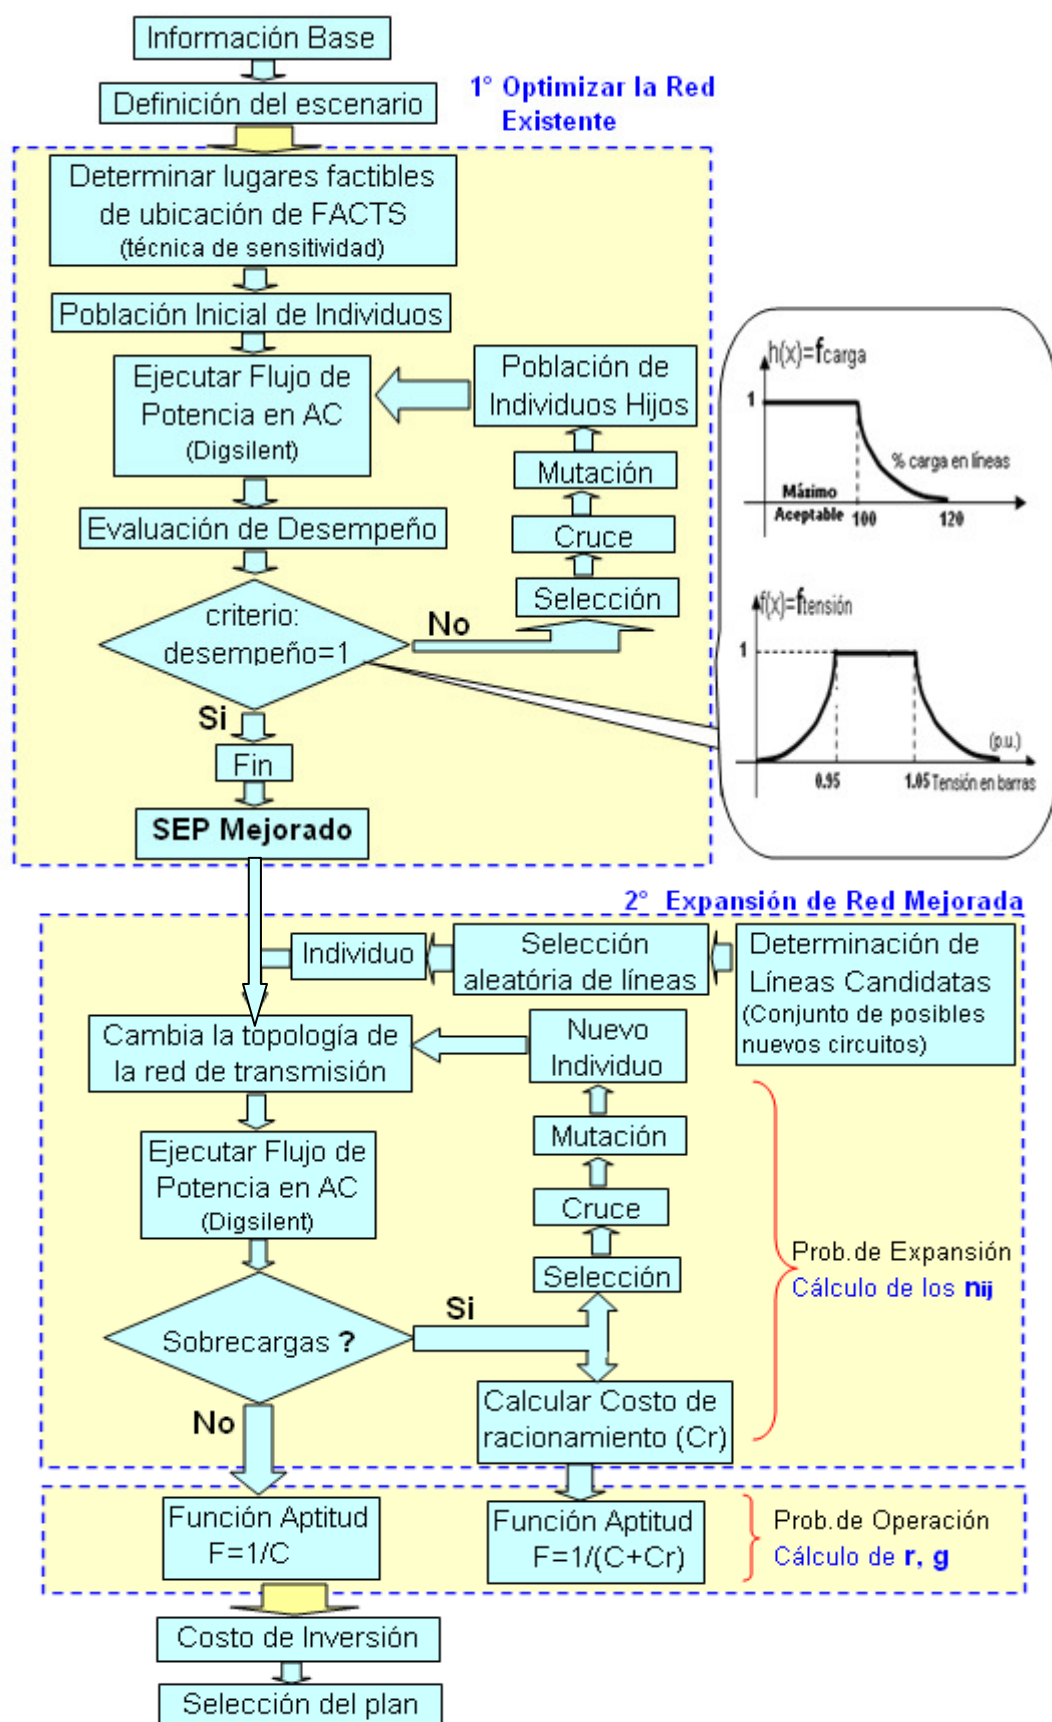 Información Base
Definición del escenario
1° Optimizar la Red
Existente
Determinar lugares factibles
de ubicación de FACTS
(técnica de sensitividad)
Población Inicial de Individuos
Ejecutar Flujo de
Potencia en AC
(Digsilent)
Población de
Individuos Hijos
Mutación
Cruce
Selección
Evaluación de Desempeño
criterio:
desempeño=1
No
Si
Fin
SEP Mejorado
h(x)=fcarga
1
% carga en líneas
Máximo
Aceptable
100
120
f(x)=ftensión
1
(p.u.)
0.95
1.05 Tensión en barras
2° Expansión de Red Mejorada
Individuo
Selección
aleatória de líneas
Determinación de
Líneas Candidatas
(Conjunto de posibles
nuevos circuitos)
Cambia la topología de
la red de transmisión
Nuevo
Individuo
Mutación
Cruce
Selección
Ejecutar Flujo de
Potencia en AC
(Digsilent)
Prob.de Expansión
Cálculo de los nij
Sobrecargas ?
Si
No
Calcular Costo de
racionamiento (Cr)
Función Aptitud
F=1/C
Función Aptitud
F=1/(C+Cr)
Prob.de Operación
Cálculo de r, g
Costo de Inversión
Selección del plan